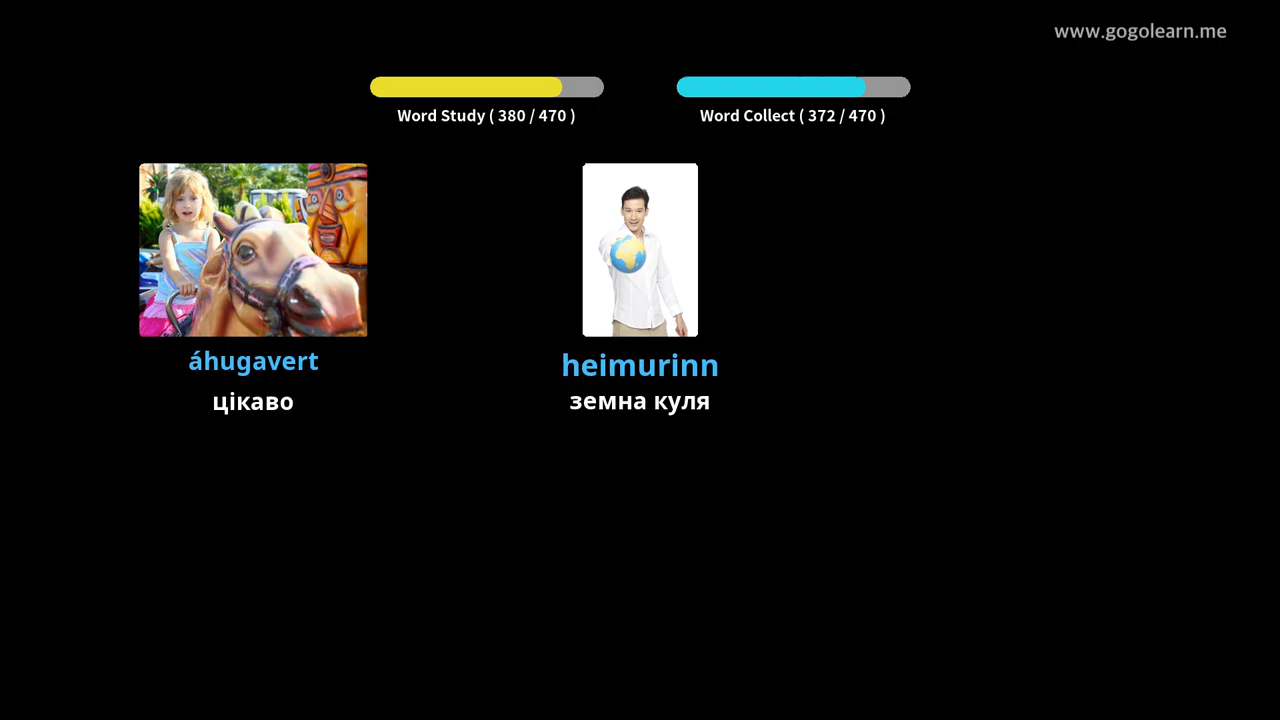 www.gogolearn.me
Word Study ( 380 / 470 )
Word Collect ( 372 / 470 )
áhugavert
heimurinn
цікаво
земна куля